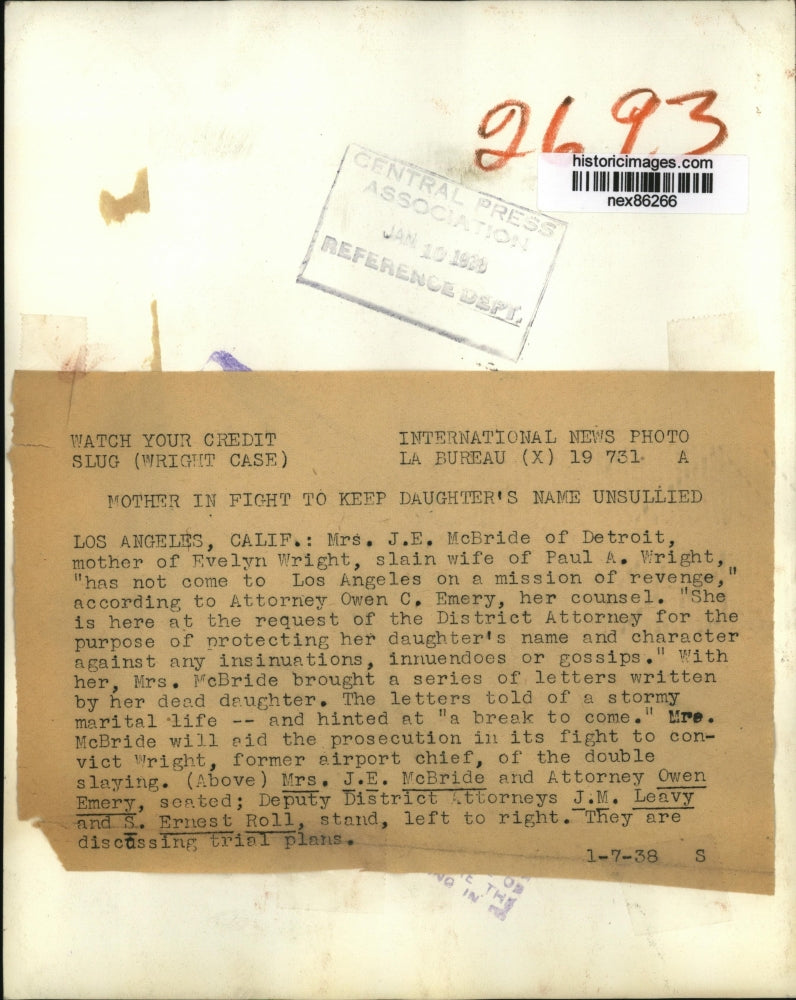 2693
historicimages.com
nex86266
CENTRAL PRESS
ASSOCIATION
JAN 10 19
REFERENCE DEPT.
WATCH YOUR CREDIT INTERNATIONAL NEWS PHOTO
SLUG (WRIGHT CASE) LA BUREAU (X) 19 731 A
MOTHER IN FIGHT TO KEEP DAUGHTER'S NAME UNSULLIED
LOS ANGELES, CALIF.: Mrs. J.E. McBride of Detroit,
mother of Evelyn Wright, slain wife of Paul A. Wright,
"has not come to Los Angeles on a mission of revenge,"
according to Attorney Owen C. Emery, her counsel. "She
is here at the request of the District Attorney for the
purpose of protecting her daughter's name and character
against any insinuations, innuendoes or gossips." With
her, Mrs. McBride brought a series of letters written
by her dead daughter. The letters told of a stormy
marital life -- and hinted at "a break to come." Mrs.
McBride will aid the prosecution in its fight to con-
vict Wright, former airport chief, of the double
slaying. (Above) Mrs. J.E. McBride and Attorney Owen
Emery, seated; Deputy District Attorneys J.M. Leavy
and S. Ernest Roll, stand, left to right. They are
discussing trial plans.
1-7-38 S